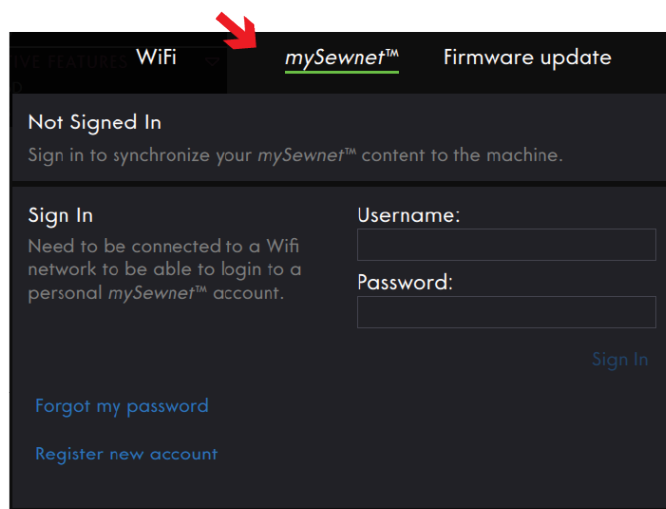 WiFi mySewnet™ Firmware update
Not Signed In
Sign in to synchronize your mySewnet™ content to the machine.
Sign In
Need to be connected to a Wifi
network to be able to login to a
personal mySewnet™ account.
Username:
Password:
Sign In
Forgot my password
Register new account